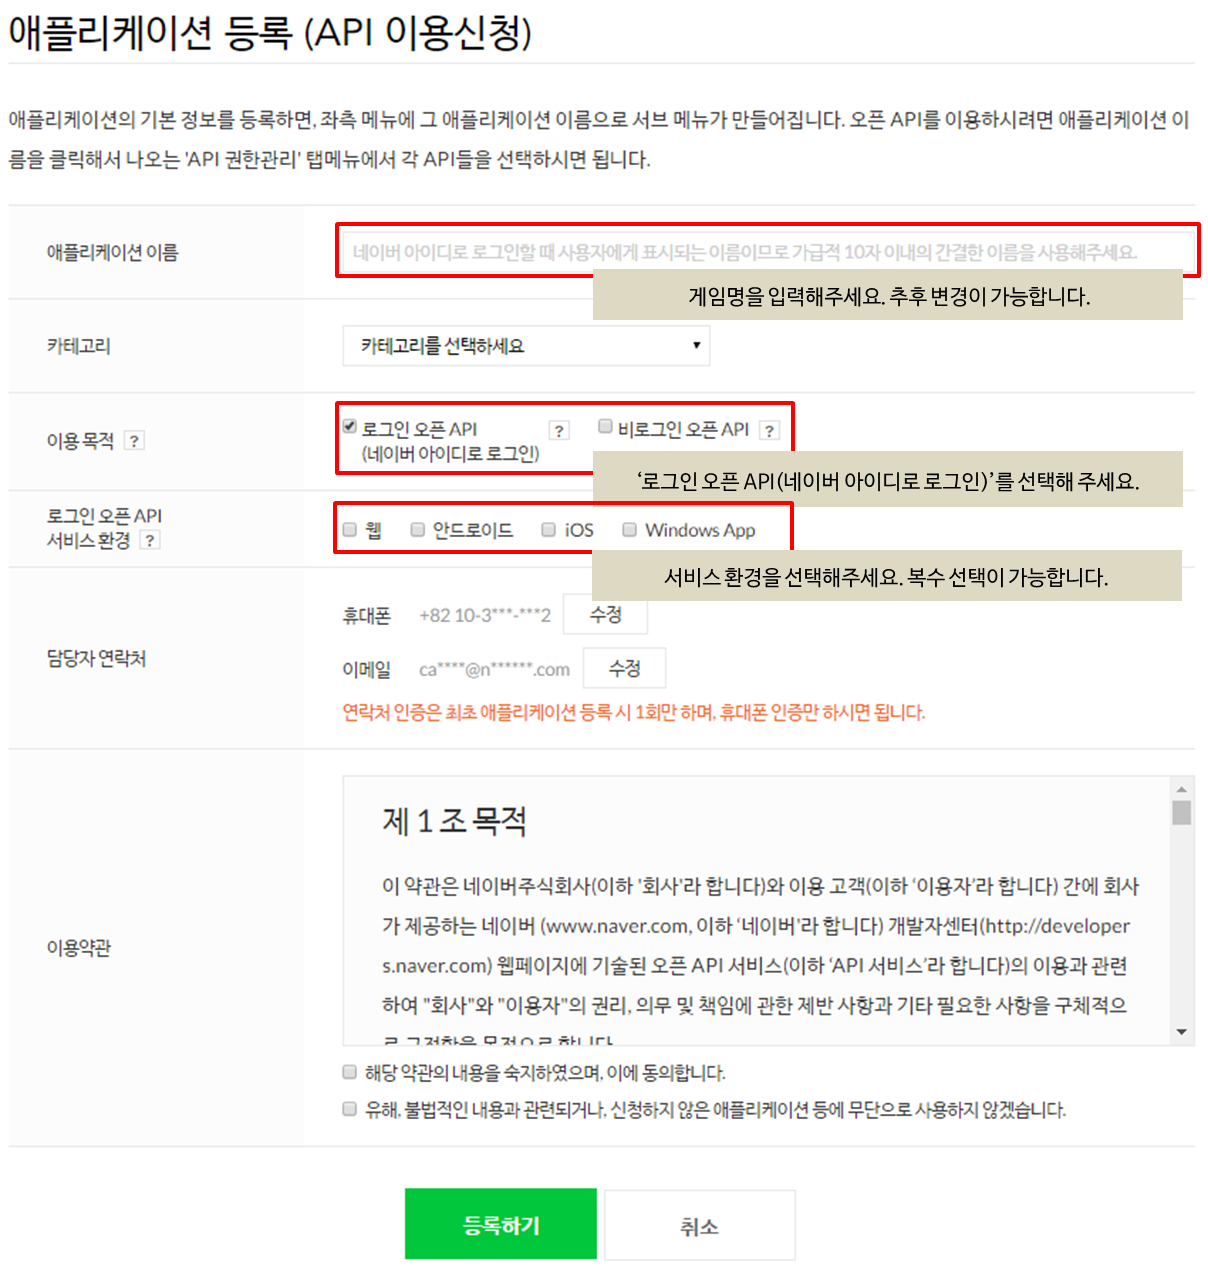 애플리케이션 등록 (API 이용신청)
애플리케이션의 기본 정보를 등록하면, 좌측 메뉴에 그 애플리케이션 이름으로 서브 메뉴가 만들어집니다. 오픈 API를 이용하시려면 애플리케이션 이
름을 클릭해서 나오는 'API 권한관리' 탭메뉴에서 각 API들을 선택하시면 됩니다.
애플리케이션 이름
네이버 아이디로 로그인할 때 사용자에게 표시되는 이름이므로 가급적 10자 이내의 간결한 이름을 사용해주세요.
게임명을 입력해주세요. 추후 변경이 가능합니다.
카테고리
카테고리를 선택하세요
이용 목적 ?
로그인 오픈 API ? 비로그인 오픈 API ?
(네이버 아이디로 로그인)
‘로그인 오픈 API(네이버 아이디로 로그인)’를 선택해 주세요.
로그인 오픈 API
서비스 환경 ?
웹 안드로이드 iOS Windows App
서비스 환경을 선택해주세요. 복수 선택이 가능합니다.
담당자 연락처
휴대폰 +82 10-3***-***2 수정
이메일 ca****@n******.com 수정
연락처 인증은 최초 애플리케이션 등록 시 1회만 하며, 휴대폰 인증만 하시면 됩니다.
이용약관
제 1 조 목적
이 약관은 네이버주식회사(이하 '회사'라 합니다)와 이용 고객(이하 ‘이용자’라 합니다) 간에 회사
가 제공하는 네이버 (www.naver.com, 이하 ‘네이버'라 합니다) 개발자센터(http://developer
s.naver.com) 웹페이지에 기술된 오픈 API 서비스(이하 ‘API 서비스’라 합니다)의 이용과 관련
하여 "회사"와 "이용자"의 권리, 의무 및 책임에 관한 제반 사항과 기타 필요한 사항을 구체적으
로 규정함을 목적으로 합니다
해당 약관의 내용을 숙지하였으며, 이에 동의합니다.
유해, 불법적인 내용과 관련되거나, 신청하지 않은 애플리케이션 등에 무단으로 사용하지 않겠습니다.
등록하기 취소